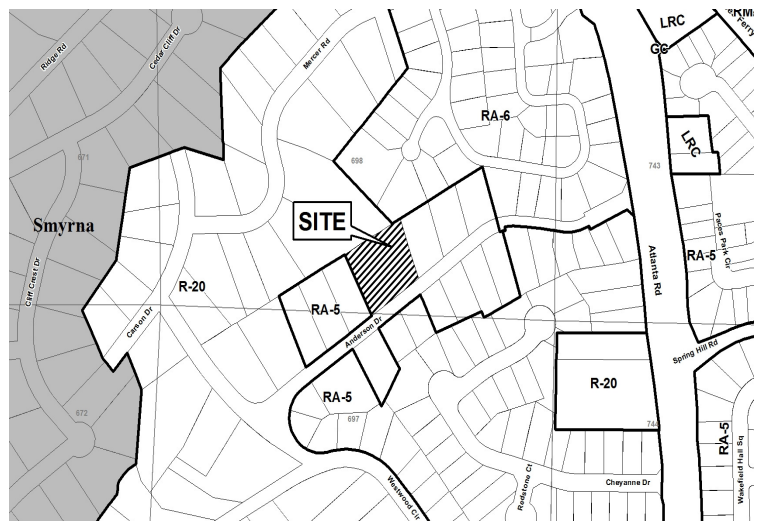 LRC
RM
Ferry
GC
Ridge Rd
Cedar Cliff Dr
Mercer Rd
RA-6
LRC
671
698
743
SITE
Smyrna
Paces Park Cir
RA-5
Atlanta Rd
Cliff Crest Dr
R-20
RA-5
Carson Dr
Anderson Dr
Spring Hill Rd
R-20
RA-5
672
697
744
RA-5
Wakefield Hall Sq
Westwood Cir
Redstone Ct
Cheyanne Dr